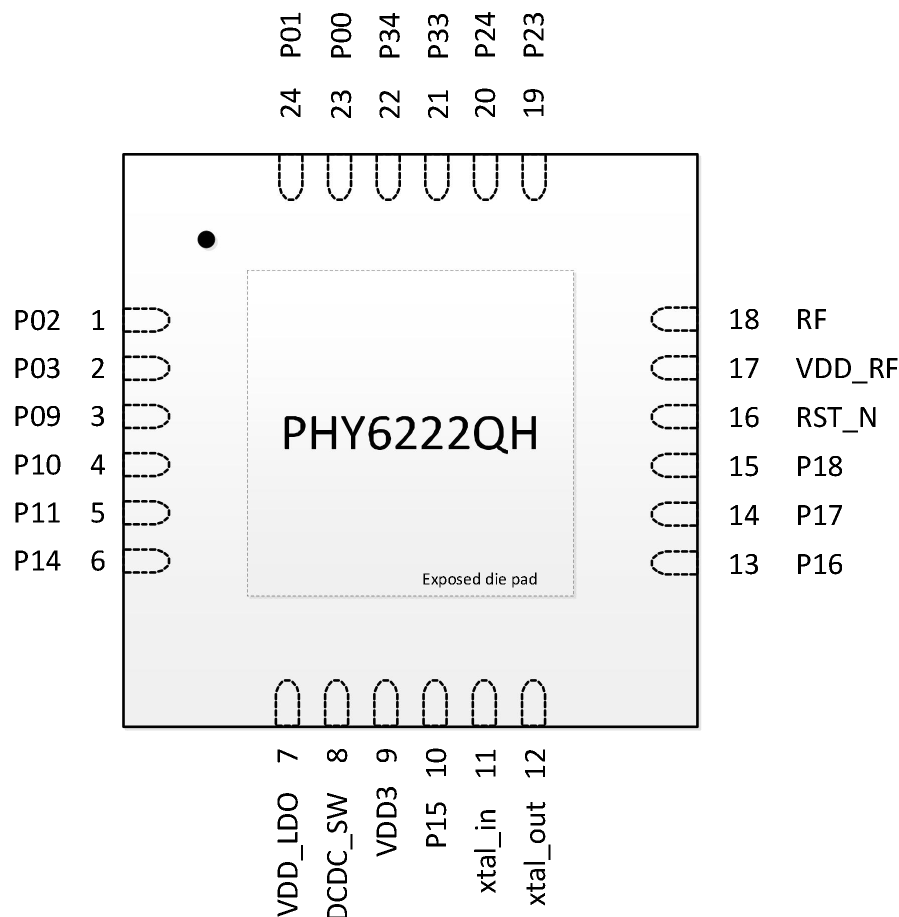 P01 P00 P34 P33 P24 P23
24 23 22 21 20 19
P02 1
P03 2
P09 3
P10 4
P11 5
P14 6
PHY6222QH
Exposed die pad
18 RF
17 VDD_RF
16 RST_N
15 P18
14 P17
13 P16
7 8 9 10 11 12
VDD_LDO DCDC_SW VDD3 P15 xtal_in xtal_out